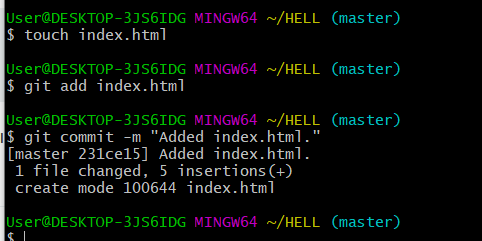 User@DESKTOP-3JS6IDG MINGW64 ~/HELL (master)
$ touch index.html
User@DESKTOP-3JS6IDG MINGW64 ~/HELL (master)
$ git add index.html
User@DESKTOP-3JS6IDG MINGW64 ~/HELL (master)
$ git commit -m "Added index.html."
[master 231ce15] Added index.html.
 1 file changed, 5 insertions(+)
 create mode 100644 index.html
User@DESKTOP-3JS6IDG MINGW64 ~/HELL (master)
$